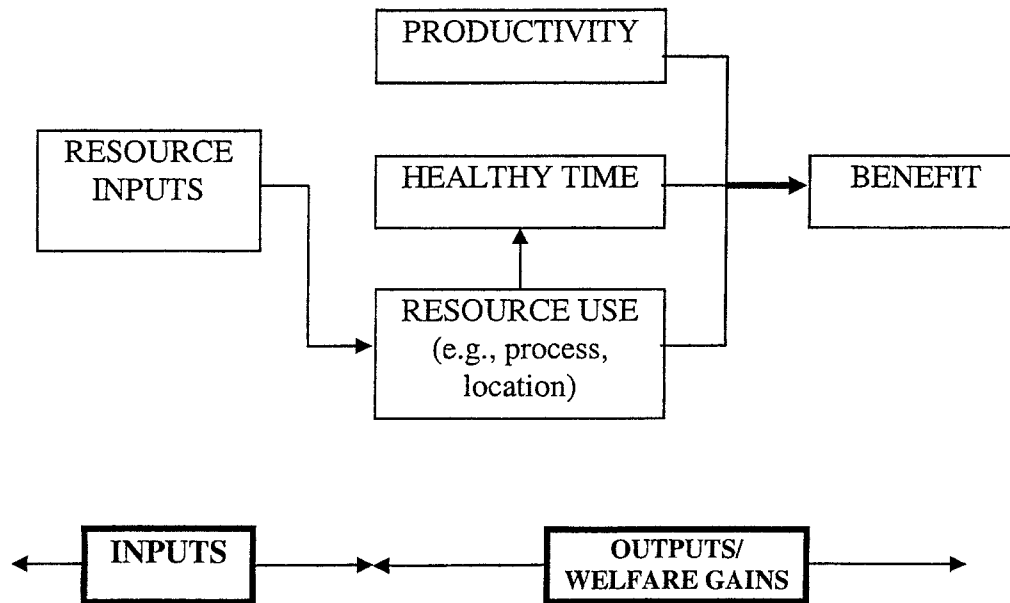 PRODUCTIVITY
RESOURCE
INPUTS
HEALTHY TIME
BENEFIT
RESOURCE USE
(e.g., process,
location)
INPUTS
OUTPUTS/
WELFARE GAINS